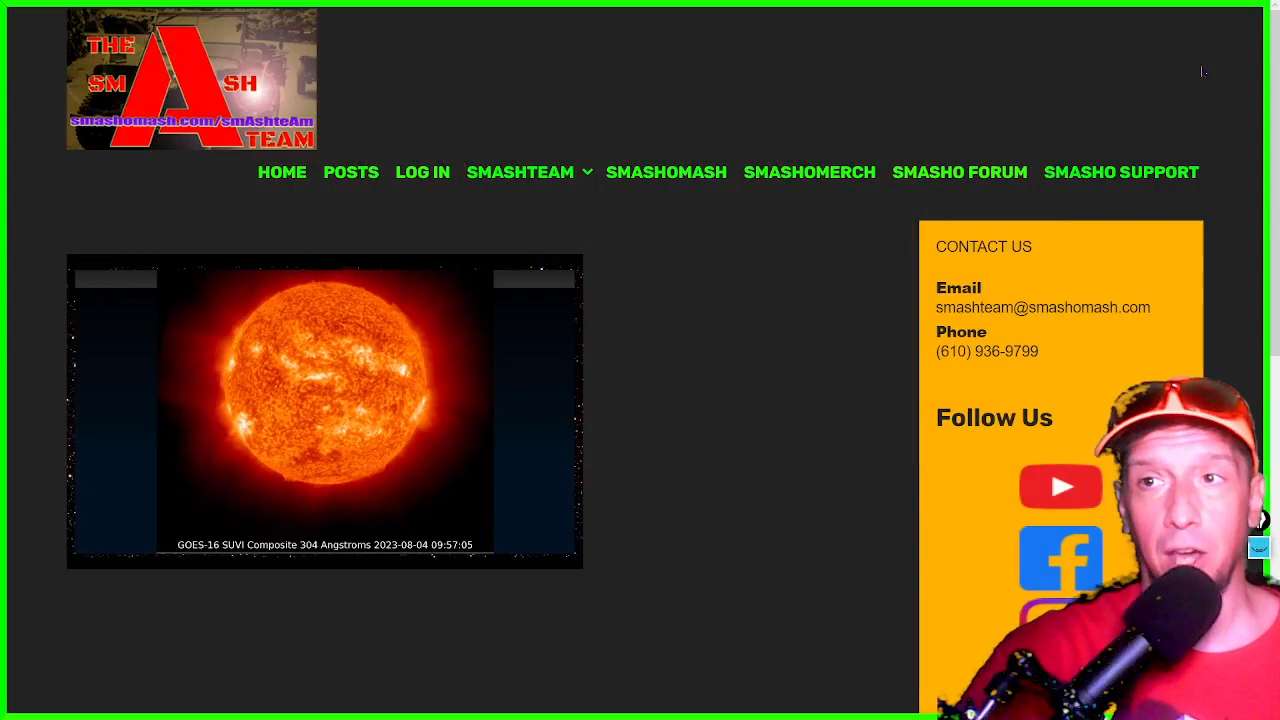 THE
SM SH
smashomash.com/smAshteAm
TEAM
HOME POSTS LOG IN SMASHTEAM SMASHOMASH SMASHOMERCH SMASHO FORUM SMASHO SUPPORT
CONTACT US
Email
smashteam@smashomash.com
Phone
(610) 936-9799
Follow Us
GOES-16 SUVI Composite 304 Angstroms 2023-08-04 09:57:05